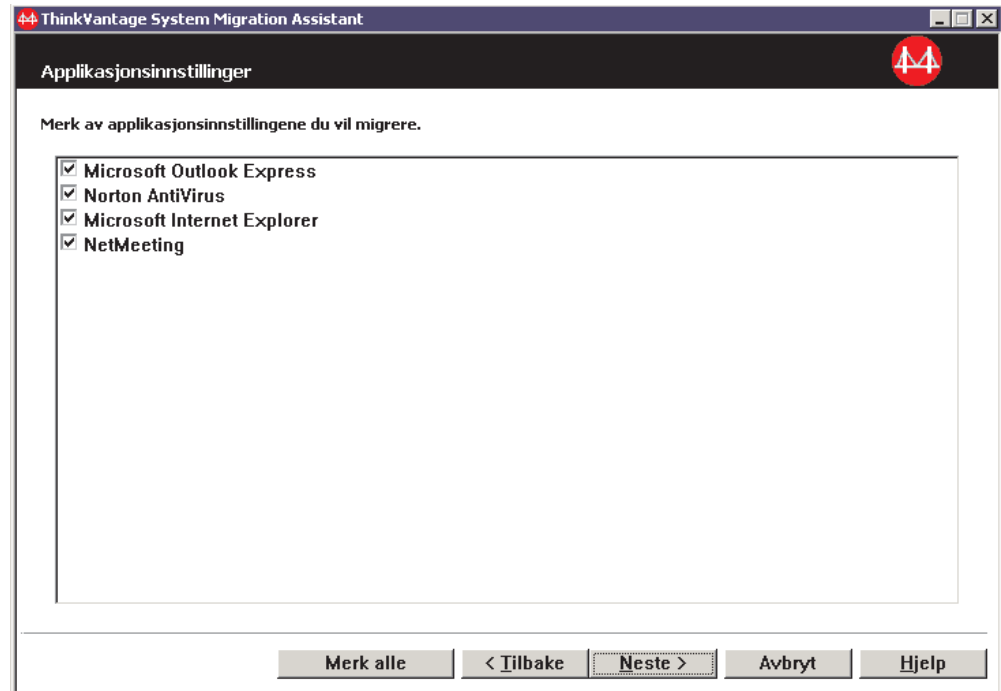 ThinkVantage System Migration Assistant
Applikasjonsinnstillinger
Merk av applikasjonsinnstillingene du vil migrere.
Microsoft Outlook Express
Norton AntiVirus
Microsoft Internet Explorer
NetMeeting
Merk alle
< Tilbake
Neste >
Avbryt
Hjelp